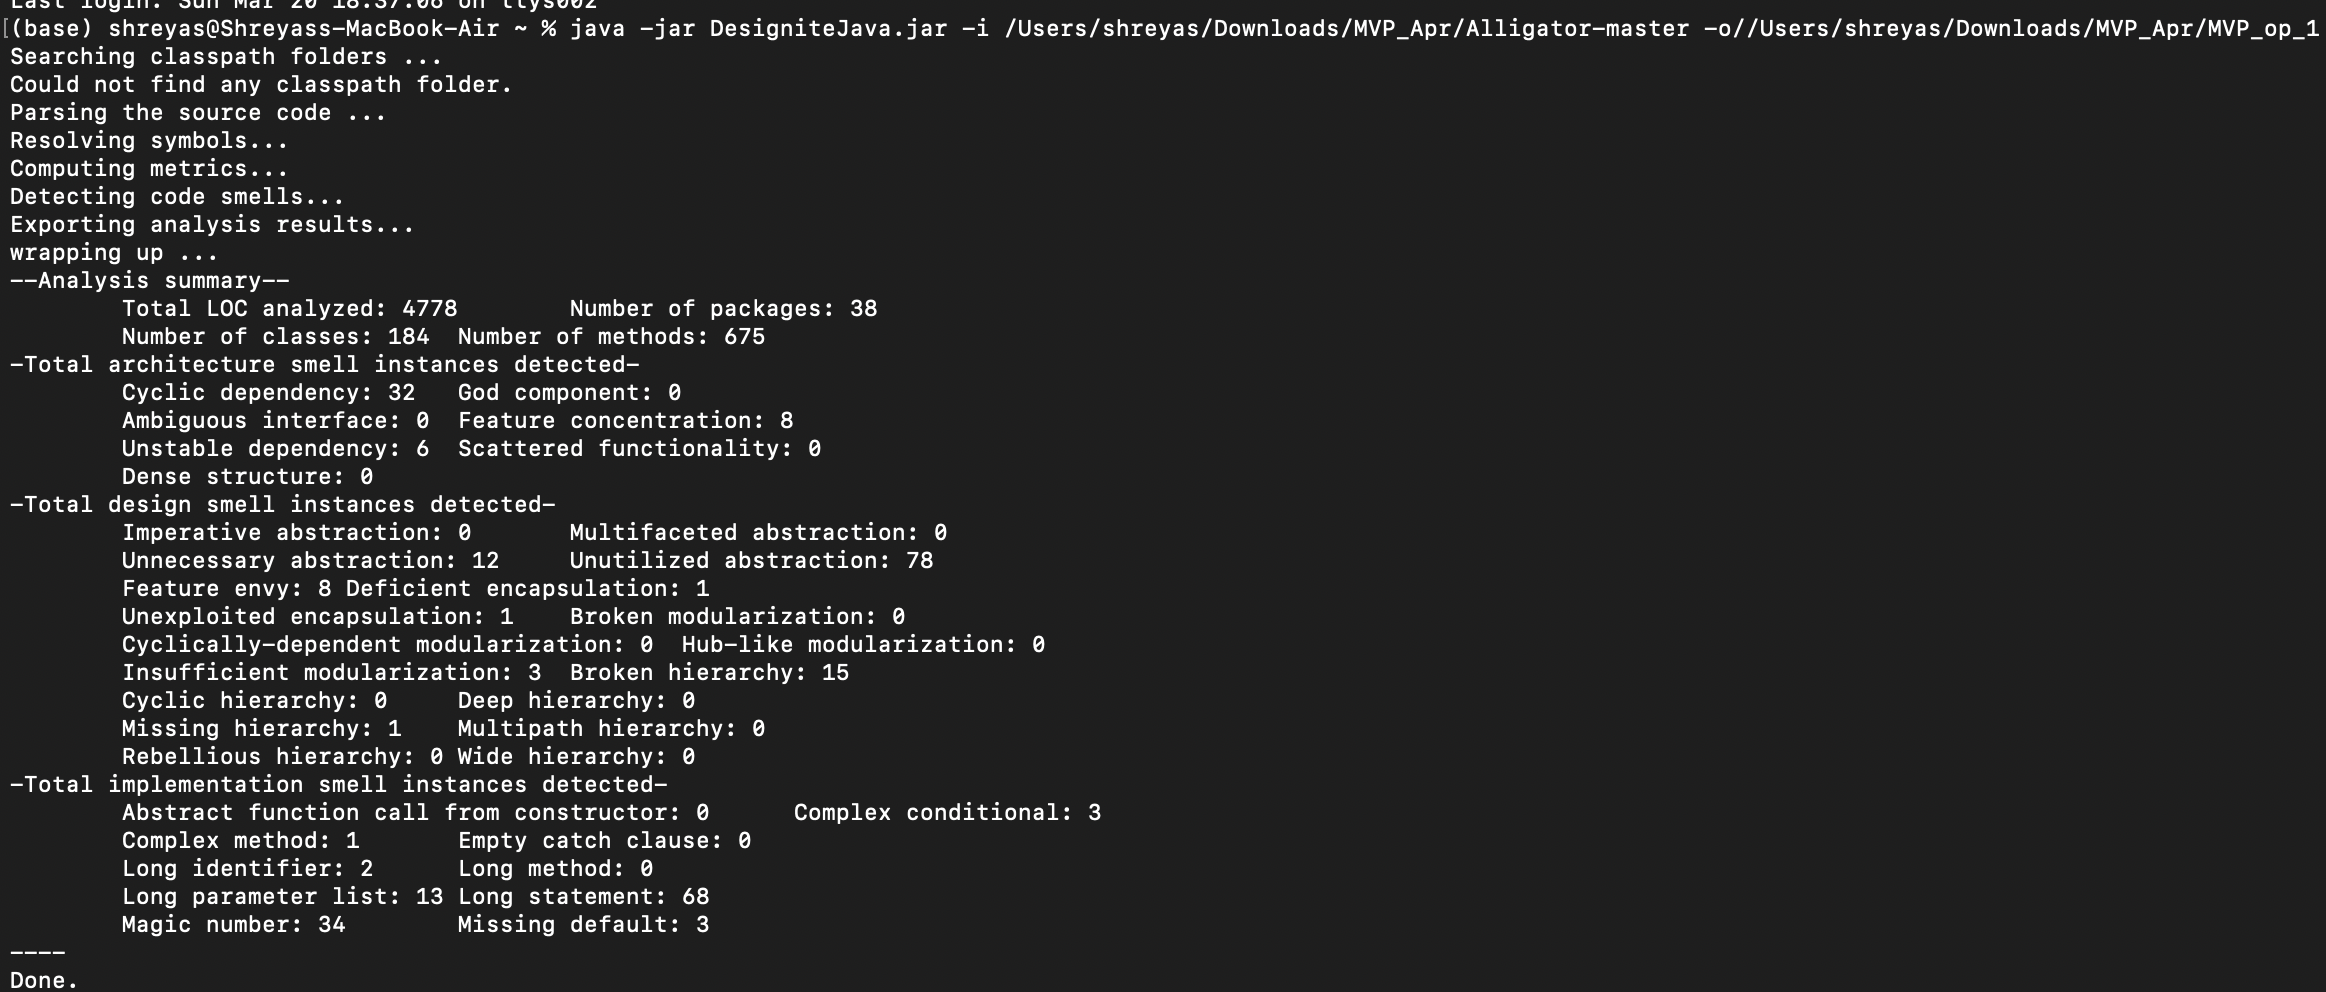 Last login: Sun Mar 20 18:37:06 on ttys002
[(base) shreyas@Shreyass-MacBook-Air ~ % java -jar DesigniteJava.jar -i /Users/shreyas/Downloads/MVP_Apr/Alligator-master -o//Users/shreyas/Downloads/MVP_Apr/MVP_op_1
Searching classpath folders ...
Could not find any classpath folder.
Parsing the source code ...
Resolving symbols...
Computing metrics...
Detecting code smells...
Exporting analysis results...
wrapping up ...
--Analysis summary--
Total LOC analyzed: 4778 Number of packages: 38
Number of classes: 184 Number of methods: 675
-Total architecture smell instances detected-
Cyclic dependency: 32 God component: 0
Ambiguous interface: 0 Feature concentration: 8
Unstable dependency: 6 Scattered functionality: 0
Dense structure: 0
-Total design smell instances detected-
Imperative abstraction: 0 Multifaceted abstraction: 0
Unnecessary abstraction: 12 Unutilized abstraction: 78
Feature envy: 8 Deficient encapsulation: 1
Unexploited encapsulation: 1 Broken modularization: 0
Cyclically-dependent modularization: 0 Hub-like modularization: 0
Insufficient modularization: 3 Broken hierarchy: 15
Cyclic hierarchy: 0 Deep hierarchy: 0
Missing hierarchy: 1 Multipath hierarchy: 0
Rebellious hierarchy: 0 Wide hierarchy: 0
-Total implementation smell instances detected-
Abstract function call from constructor: 0 Complex conditional: 3
Complex method: 1 Empty catch clause: 0
Long identifier: 2 Long method: 0
Long parameter list: 13 Long statement: 68
Magic number: 34 Missing default: 3
----
Done.